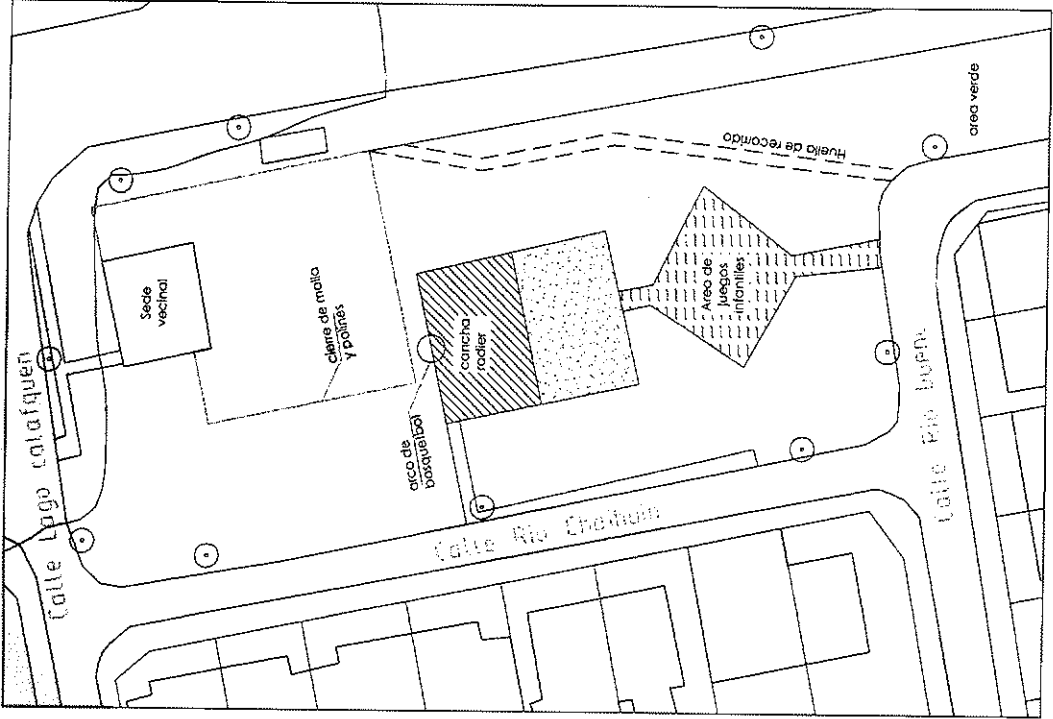 Calle Lago calafquen
Sede
vecinal
cierre de malla
y polines
arco de
basquetbol
cancha
radier
Area de
juegos
infantiles
Huella de recorrido
area verde
Calle Rio Chaihuin
Calle Rio bueno